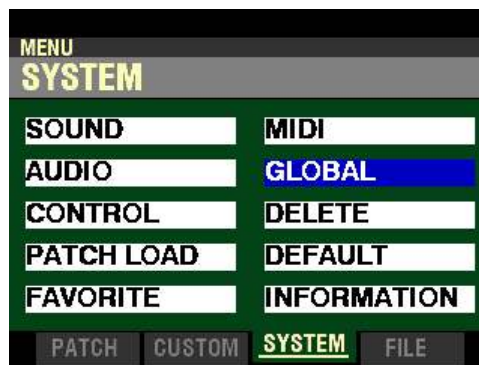 MENU
SYSTEM
SOUND
MIDI
AUDIO
GLOBAL
CONTROL
DELETE
PATCH LOAD
DEFAULT
FAVORITE
INFORMATION
PATCH CUSTOM SYSTEM FILE